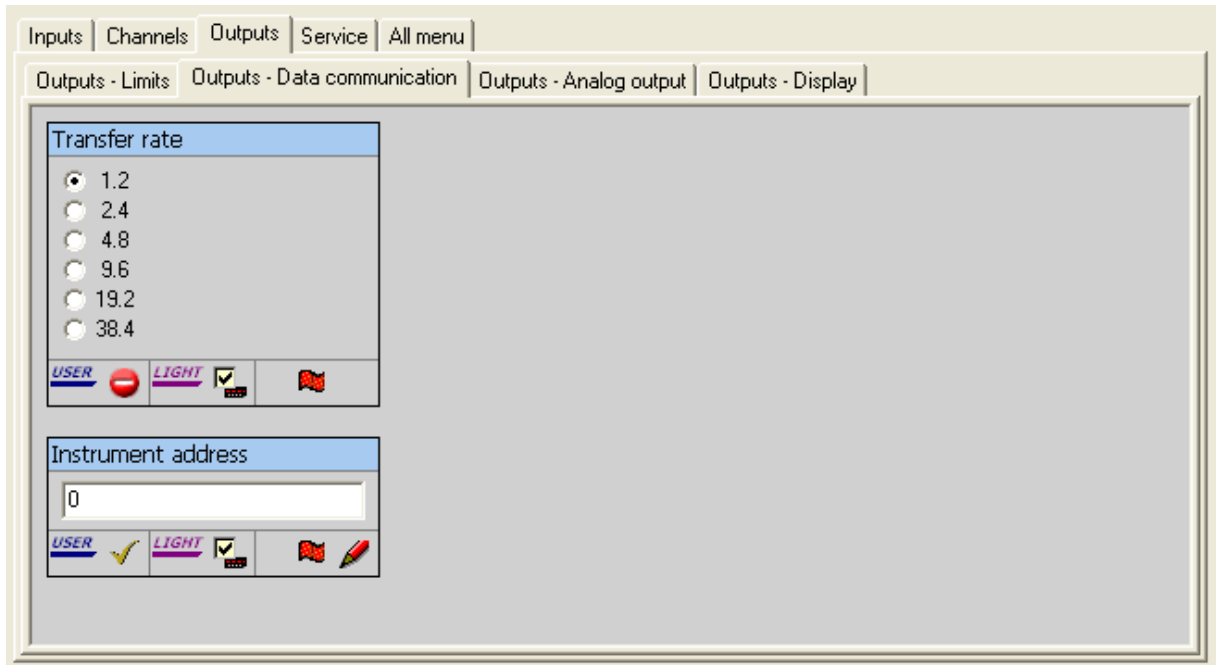 Inputs Channels Outputs Service All menu
Outputs - Limits Outputs - Data communication Outputs - Analog output Outputs - Display
Transfer rate
1.2
2.4
4.8
9.6
19.2
38.4
USER LIGHT
Instrument address
0
USER LIGHT